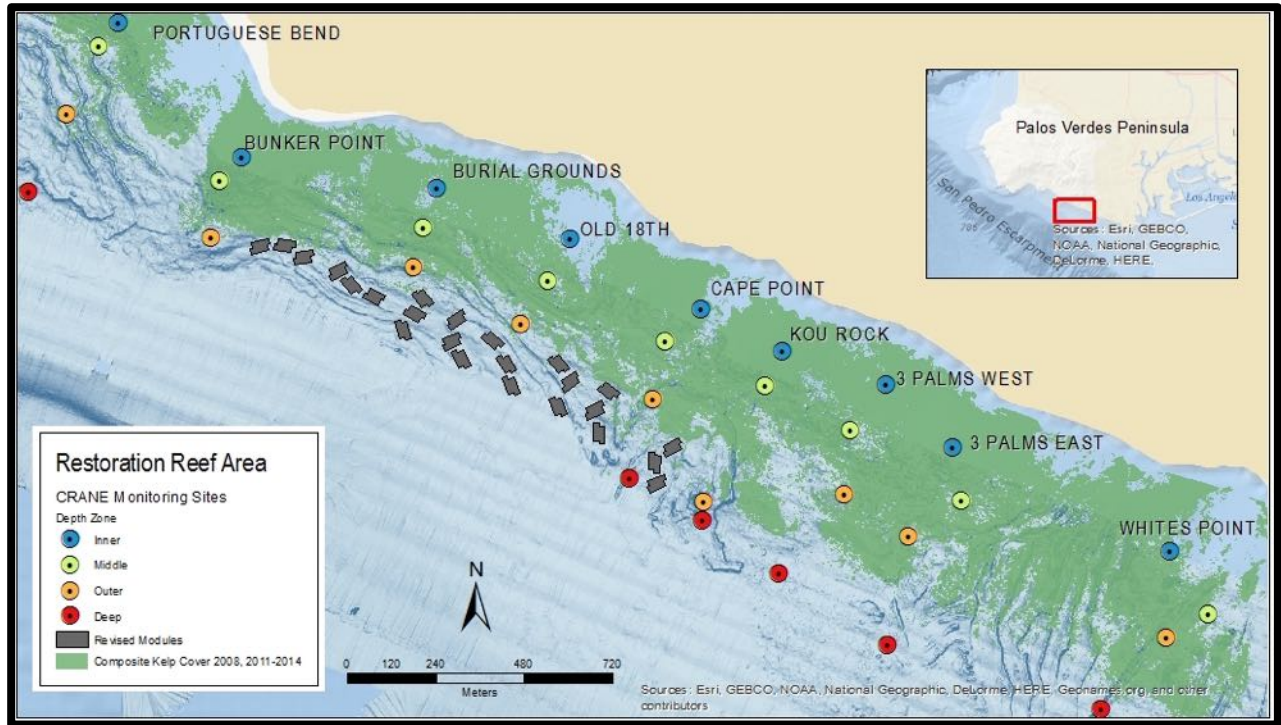 PORTUGUESE BEND
BUNKER POINT
BURIAL GROUNDS
OLD 18TH
CAPE POINT
KOU ROCK
3 PALMS WEST
3 PALMS EAST
WHITES POINT
Palos Verdes Peninsula
San Pedro Escarpment
Los Angeles
Sources: Esri, GEBCO,
NOAA, National Geographic,
DeLorme, HERE,
Restoration Reef Area
CRANE Monitoring Sites
Depth Zone
Inner
Middle
Outer
Deep
Revised Modules
Composite Kelp Cover 2008, 2011-2014
N
0 120 240 480 720
Meters
Sources: Esri, GEBCO, NOAA, National Geographic, DeLorme, HERE, Geonames.org, and other
contributors